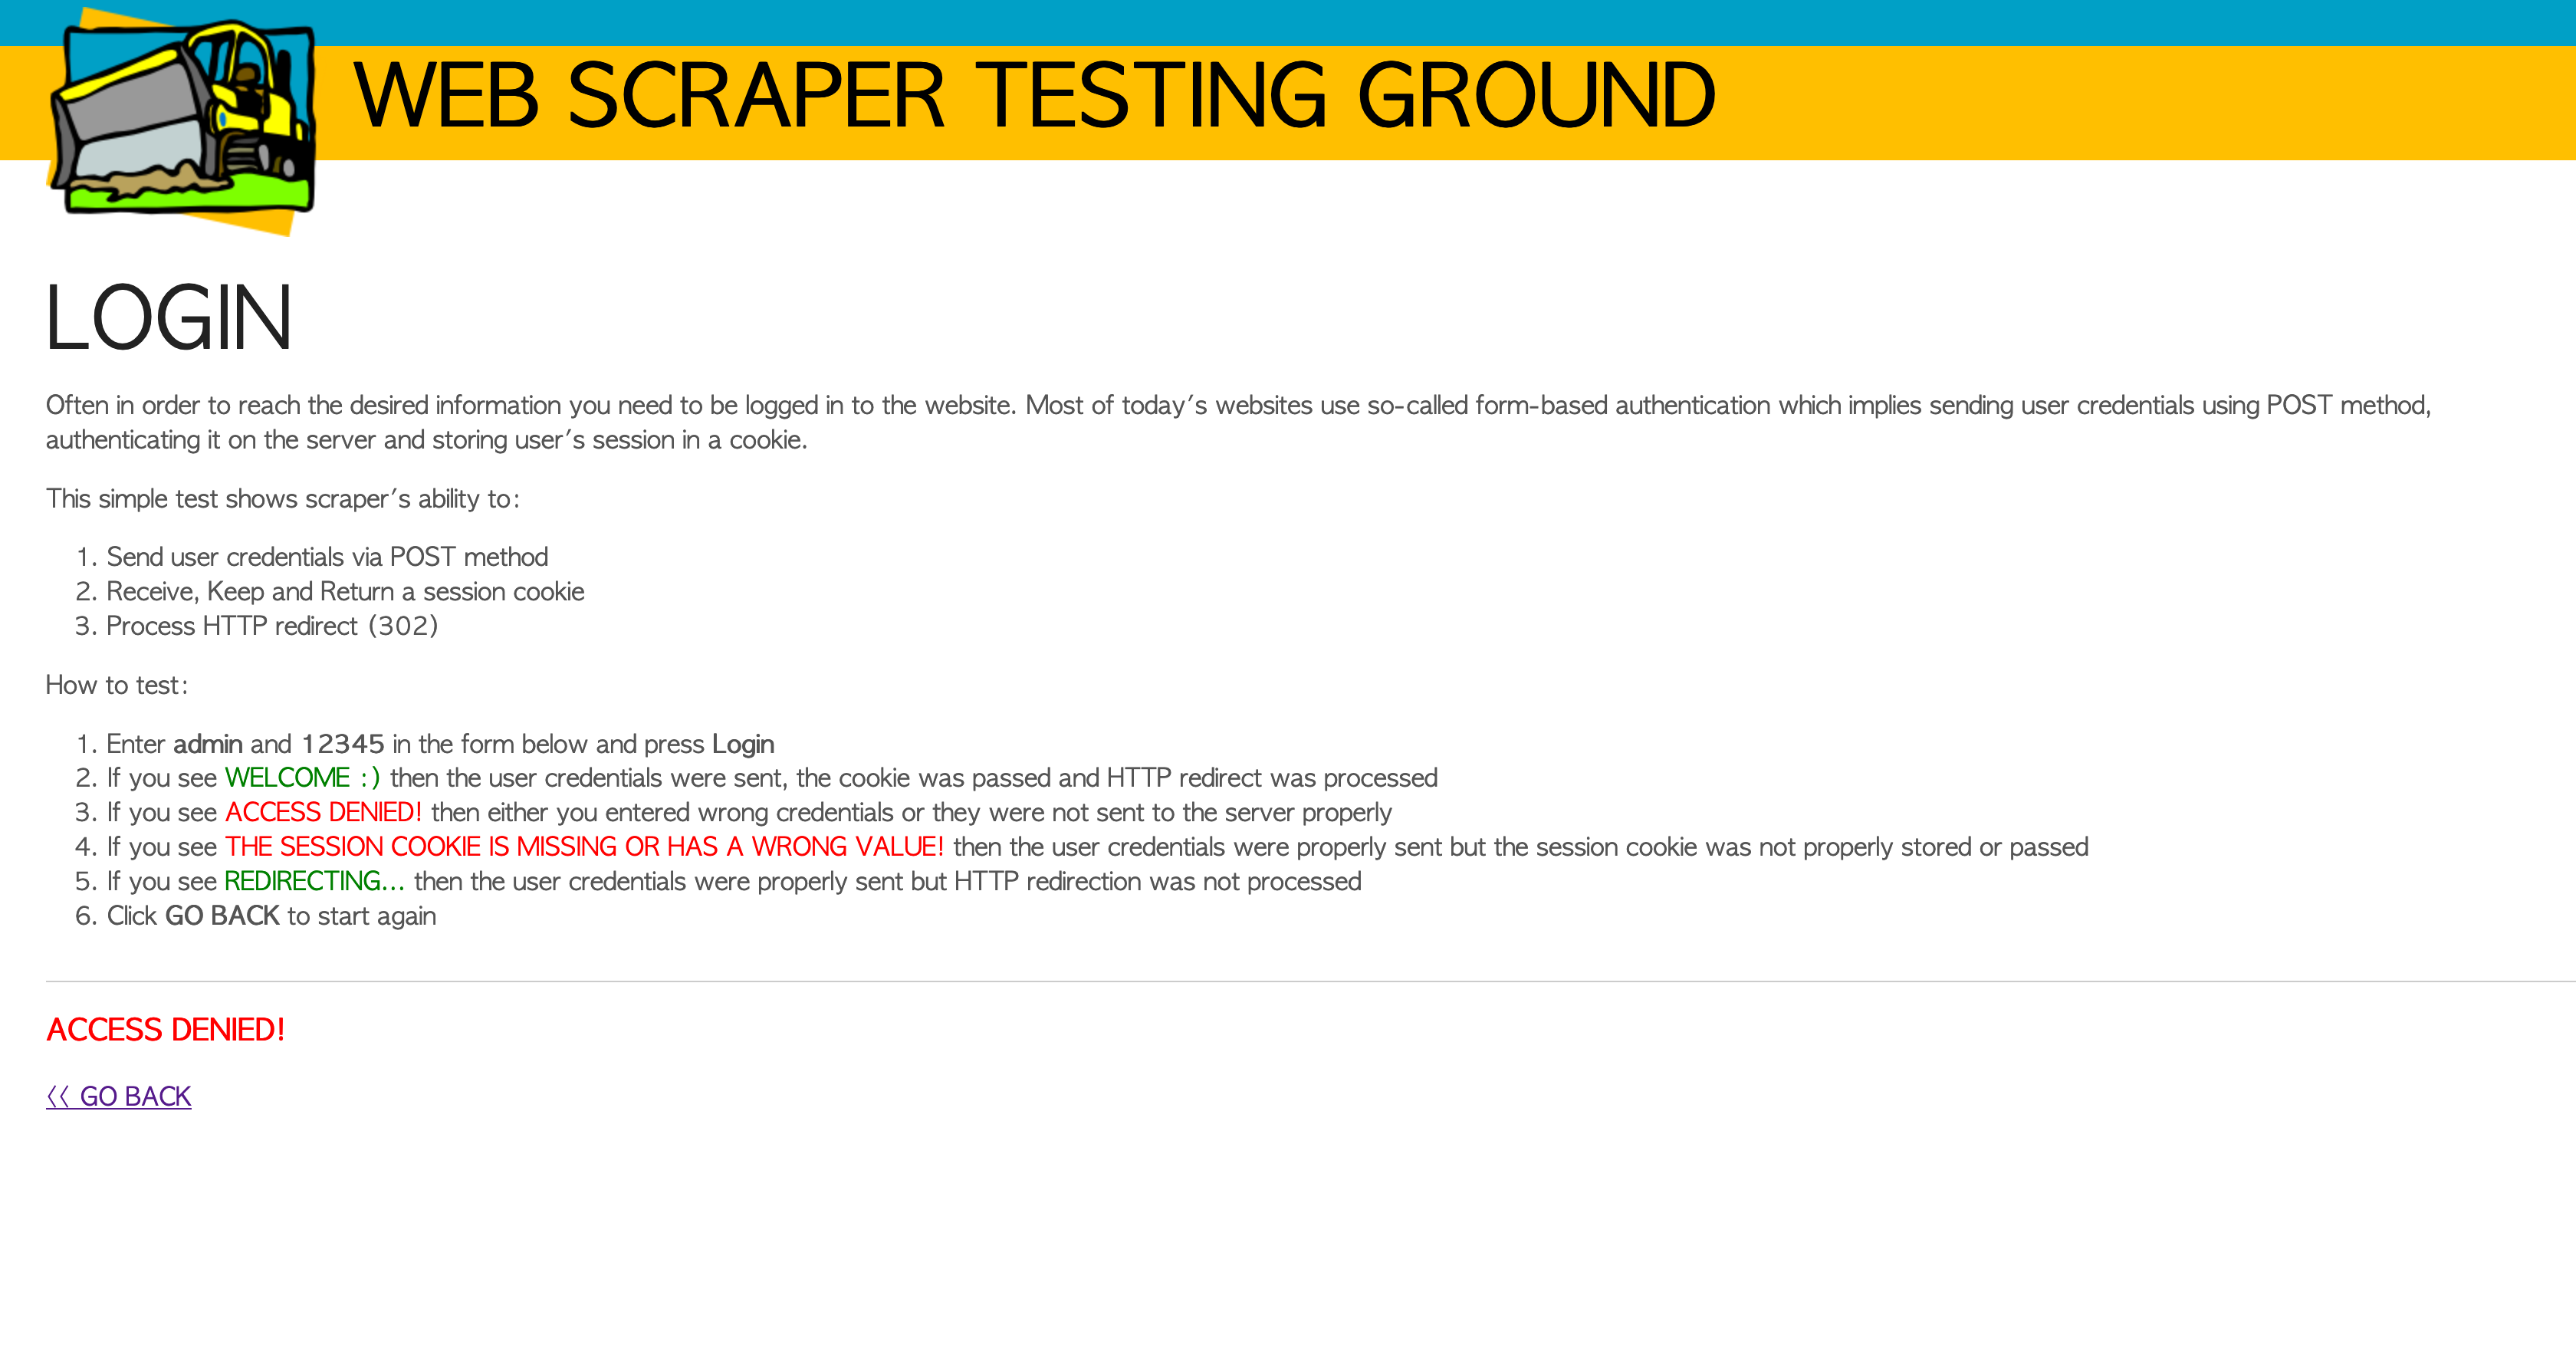 WEB SCRAPER TESTING GROUND
LOGIN
Often in order to reach the desired information you need to be logged in to the website. Most of today's websites use so-called form-based authentication which implies sending user credentials using POST method,
authenticating it on the server and storing user's session in a cookie.
This simple test shows scraper's ability to:
1. Send user credentials via POST method
2. Receive, Keep and Return a session cookie
3. Process HTTP redirect (302)
How to test:
1. Enter admin and 12345 in the form below and press Login
2. If you see WELCOME :) then the user credentials were sent, the cookie was passed and HTTP redirect was processed
3. If you see ACCESS DENIED! then either you entered wrong credentials or they were not sent to the server properly
4. If you see THE SESSION COOKIE IS MISSING OR HAS A WRONG VALUE! then the user credentials were properly sent but the session cookie was not properly stored or passed
5. If you see REDIRECTING... then the user credentials were properly sent but HTTP redirection was not processed
6. Click GO BACK to start again
ACCESS DENIED!
<< GO BACK